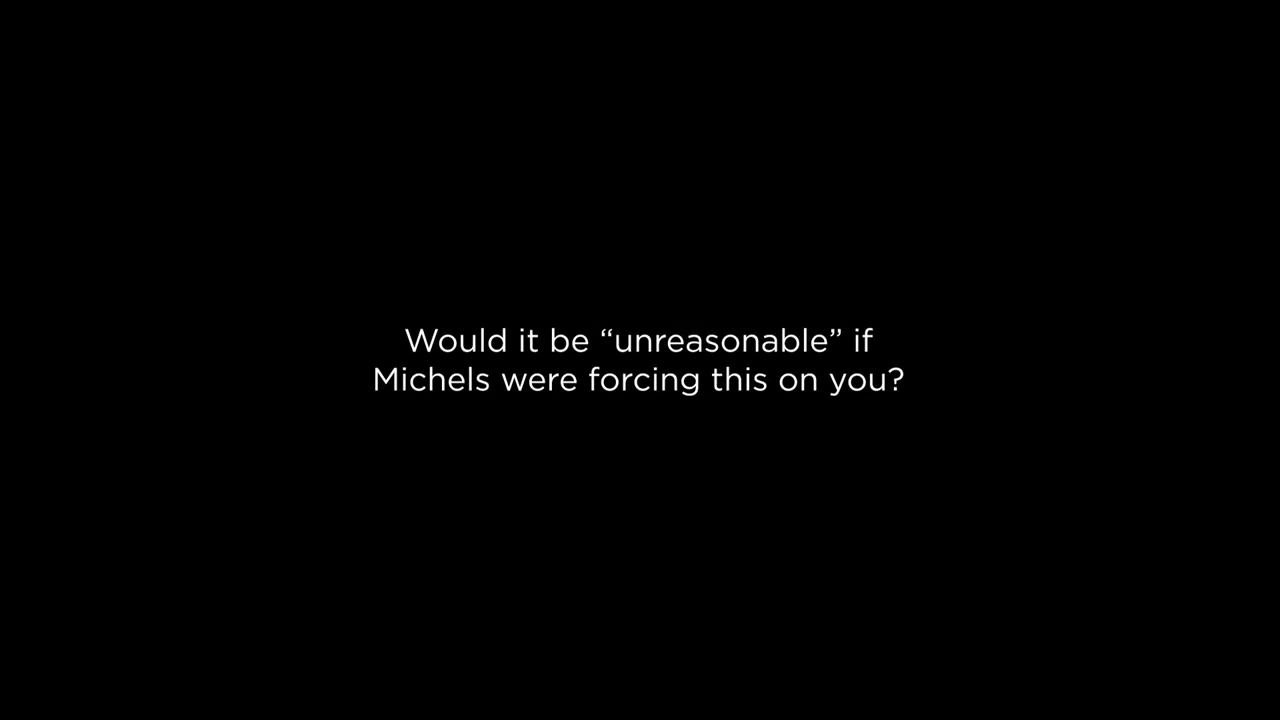 Would it be “unreasonable” if
Michels were forcing this on you?